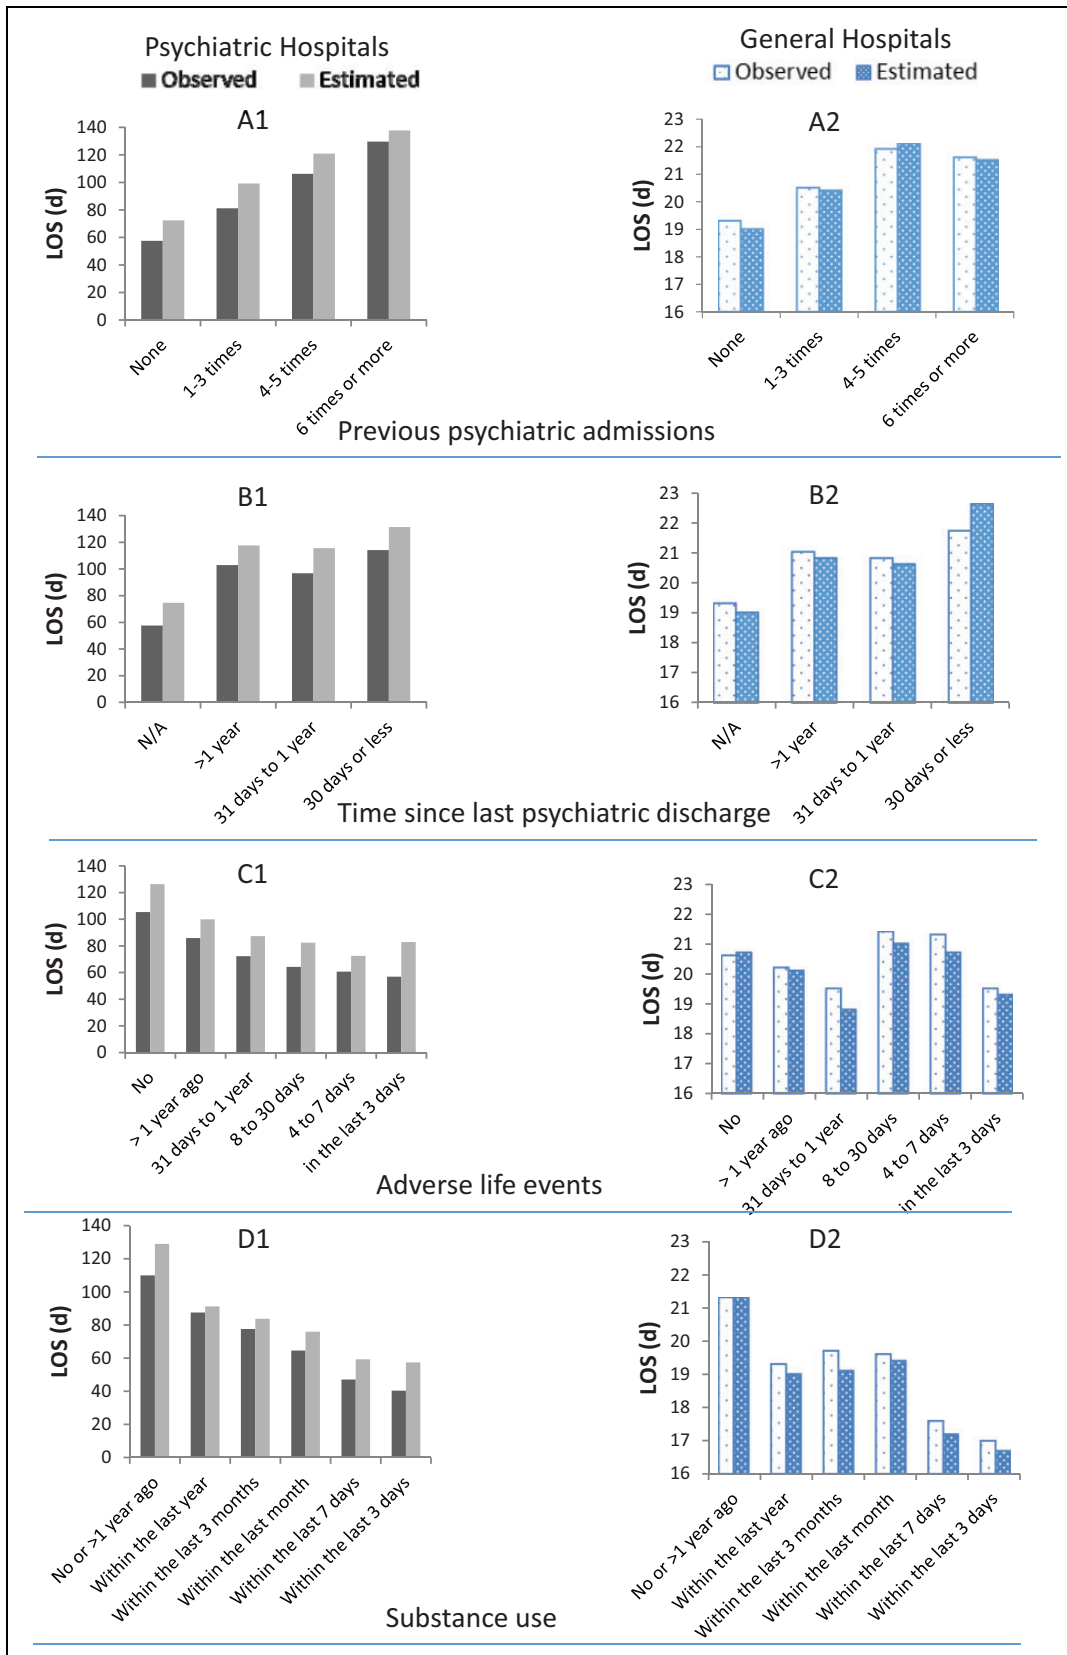 Psychiatric Hospitals
Observed Estimated
General Hospitals
Observed Estimated
A1
LOS (d)
140
120
100
80
60
40
20
0
None
1-3 times
4-5 times
6 times or more
A2
LOS (d)
23
22
21
20
19
18
17
16
None
1-3 times
4-5 times
6 times or more
Previous psychiatric admissions
B1
LOS (d)
140
120
100
80
60
40
20
0
N/A
>1 year
31 days to 1 year
30 days or less
B2
LOS (d)
23
22
21
20
19
18
17
16
N/A
>1 year
31 days to 1 year
30 days or less
Time since last psychiatric discharge
C1
LOS (d)
140
120
100
80
60
40
20
0
No
> 1 year ago
31 days to 1 year
8 to 30 days
4 to 7 days
in the last 3 days
C2
LOS (d)
23
22
21
20
19
18
17
16
No
> 1 year ago
31 days to 1 year
8 to 30 days
4 to 7 days
in the last 3 days
Adverse life events
D1
LOS (d)
140
120
100
80
60
40
20
0
No or >1 year ago
Within the last year
Within the last 3 months
Within the last month
Within the last 7 days
Within the last 3 days
D2
LOS (d)
23
22
21
20
19
18
17
16
No or >1 year ago
Within the last year
Within the last 3 months
Within the last month
Within the last 7 days
Within the last 3 days
Substance use